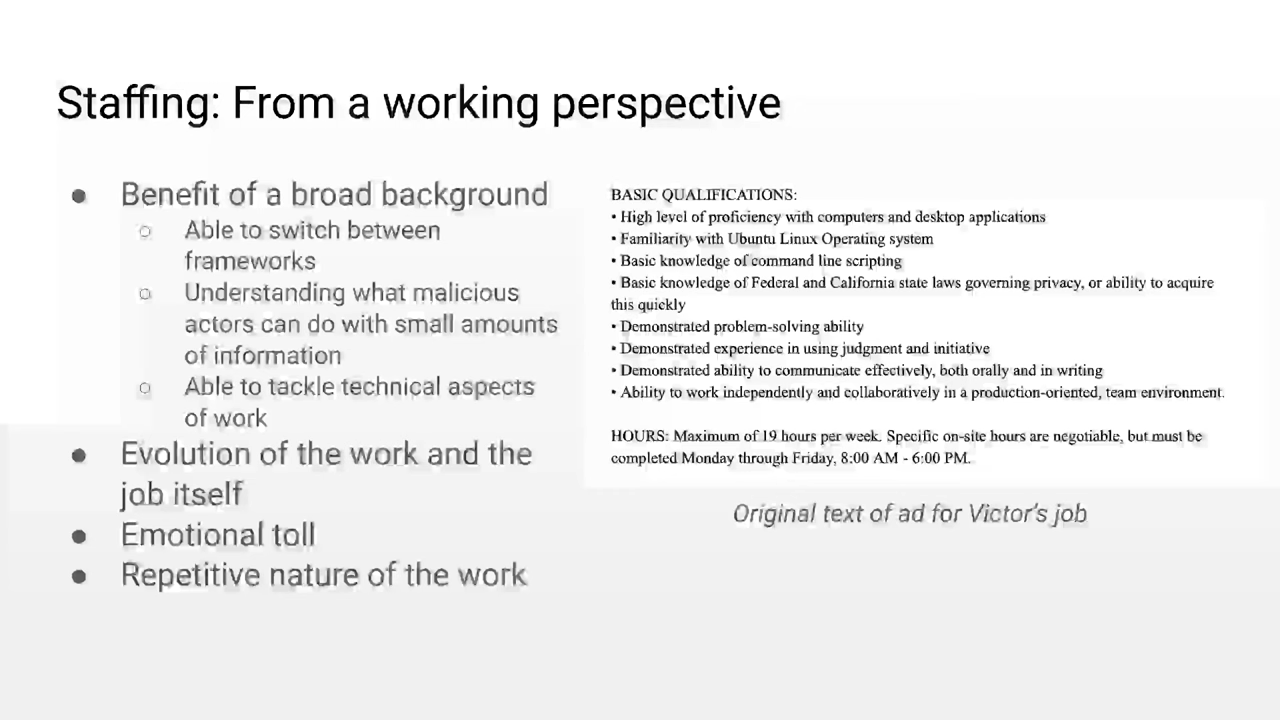 Staffing: From a working perspective
● Benefit of a broad background
○ Able to switch between
frameworks
○ Understanding what malicious
actors can do with small amounts
of information
○ Able to tackle technical aspects
of work
● Evolution of the work and the
job itself
● Emotional toll
● Repetitive nature of the work
BASIC QUALIFICATIONS:
• High level of proficiency with computers and desktop applications
• Familiarity with Ubuntu Linux Operating system
• Basic knowledge of command line scripting
• Basic knowledge of Federal and California state laws governing privacy, or ability to acquire
this quickly
• Demonstrated problem-solving ability
• Demonstrated experience in using judgment and initiative
• Demonstrated ability to communicate effectively, both orally and in writing
• Ability to work independently and collaboratively in a production-oriented, team environment.
HOURS: Maximum of 19 hours per week. Specific on-site hours are negotiable, but must be
completed Monday through Friday, 8:00 AM - 6:00 PM.
Original text of ad for Victor's job